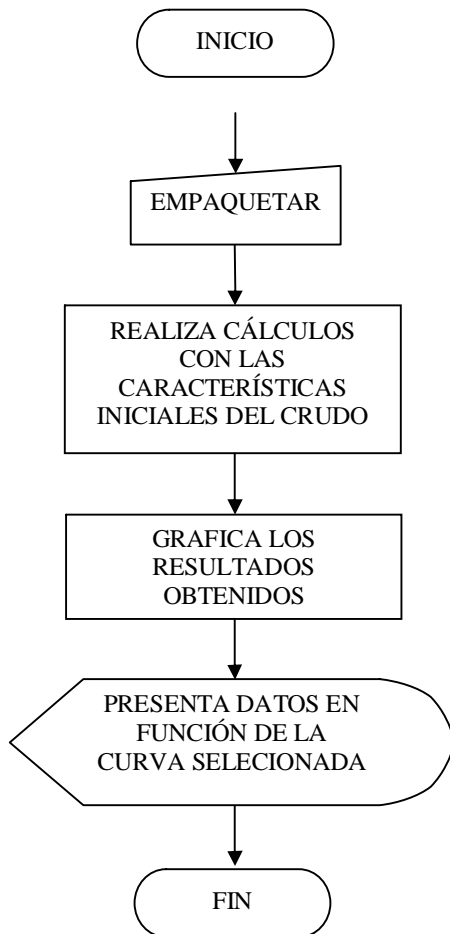 INICIO
EMPAQUETAR
REALIZA CÁLCULOS
CON LAS
CARACTERÍSTICAS
INICIALES DEL CRUDO
GRAFICA LOS
RESULTADOS
OBTENIDOS
PRESENTA DATOS EN
FUNCIÓN DE LA
CURVA SELECIONADA
FIN